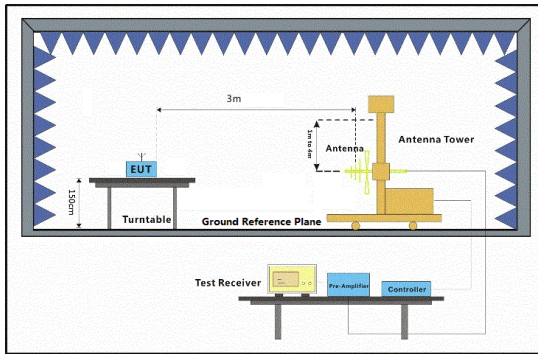 3m
1m to 4m
Antenna
Antenna Tower
EUT
150cm
Turntable
Ground Reference Plane
Test Receiver
Pre-Amplifier
Controller